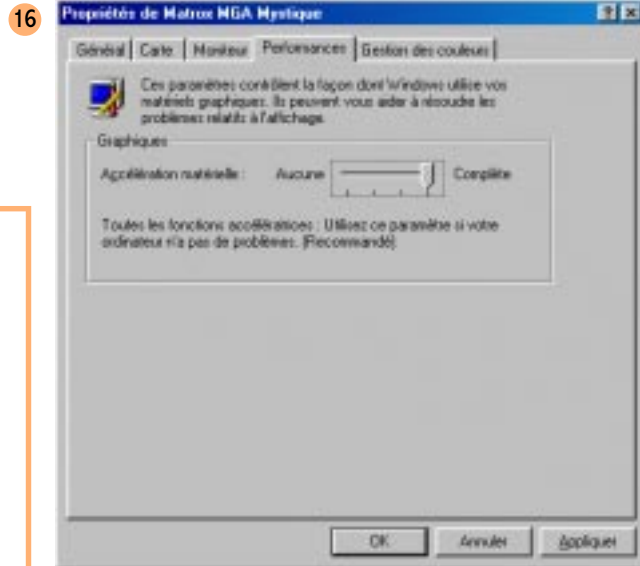 16
Propriétés de Matrox MGA Mystique
Général Carte Moniteur Performances Gestion des couleurs
Ces paramètres contrôlent la façon dont Windows utilise vos
matériels graphiques. Ils peuvent vous aider à résoudre les
problèmes relatifs à l'affichage.
Graphiques
Accélération matérielle : Aucune Complète
Toutes les fonctions accélératrices : Utilisez ce paramètre si votre
ordinateur n'a pas de problèmes. (Recommandé)
OK Annuler Appliquer